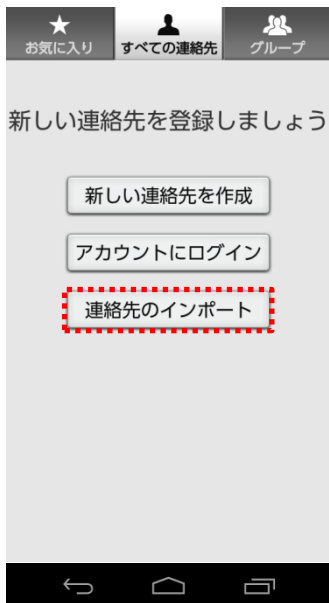 お気に入り
すべての連絡先
グループ
新しい連絡先を登録しましょう
新しい連絡先を作成
アカウントにログイン
連絡先のインポート